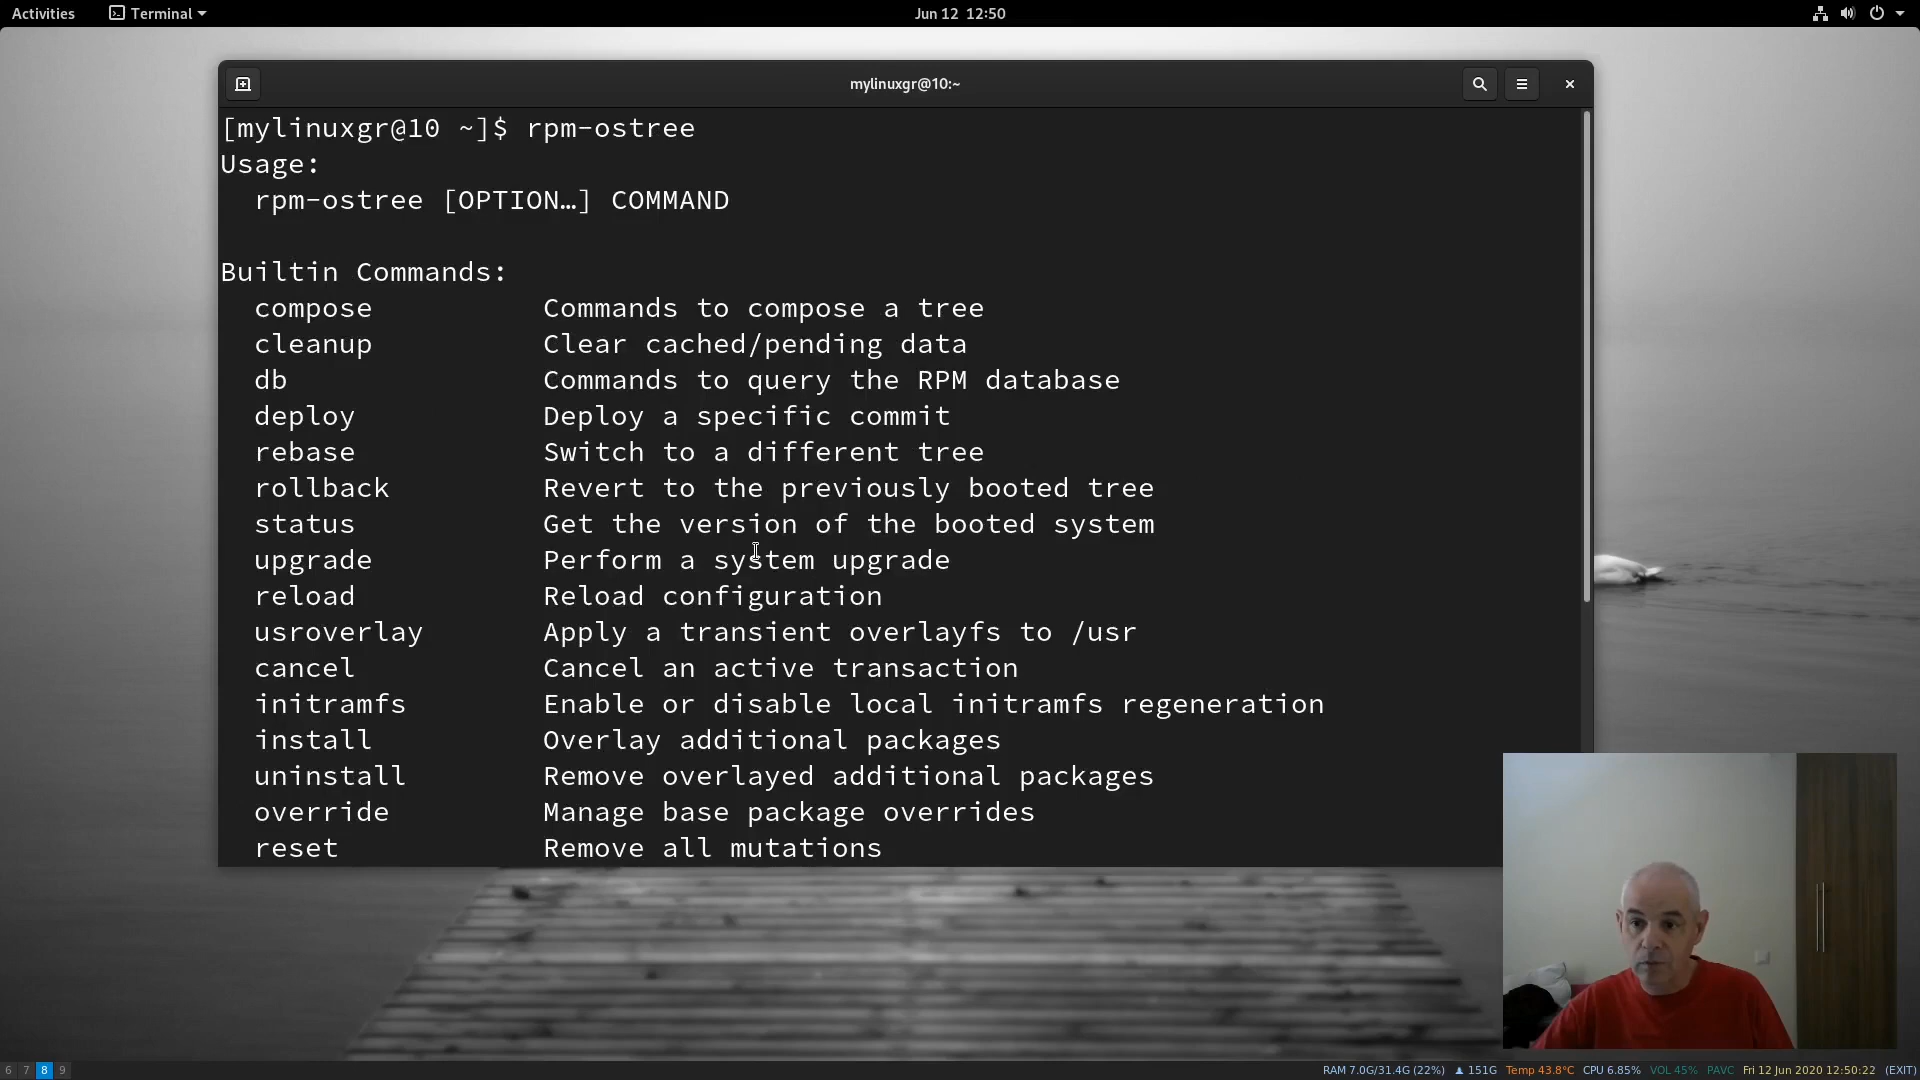 Activities Terminal Jun 12 12:50
mylinuxgr@10:~
[mylinuxgr@10 ~]$ rpm-ostree
Usage:
rpm-ostree [OPTION…] COMMAND
Builtin Commands:
compose Commands to compose a tree
cleanup Clear cached/pending data
db Commands to query the RPM database
deploy Deploy a specific commit
rebase Switch to a different tree
rollback Revert to the previously booted tree
status Get the version of the booted system
upgrade Perform a system upgrade
reload Reload configuration
usroverlay Apply a transient overlayfs to /usr
cancel Cancel an active transaction
initramfs Enable or disable local initramfs regeneration
install Overlay additional packages
uninstall Remove overlayed additional packages
override Manage base package overrides
reset Remove all mutations
6 7 8 9 RAM 7.0G/31.4G (22%) 151G Temp 43.8°C CPU 6.85% VOL 45% PAVC Fri 12 Jun 2020 12:50:22 (EXIT)